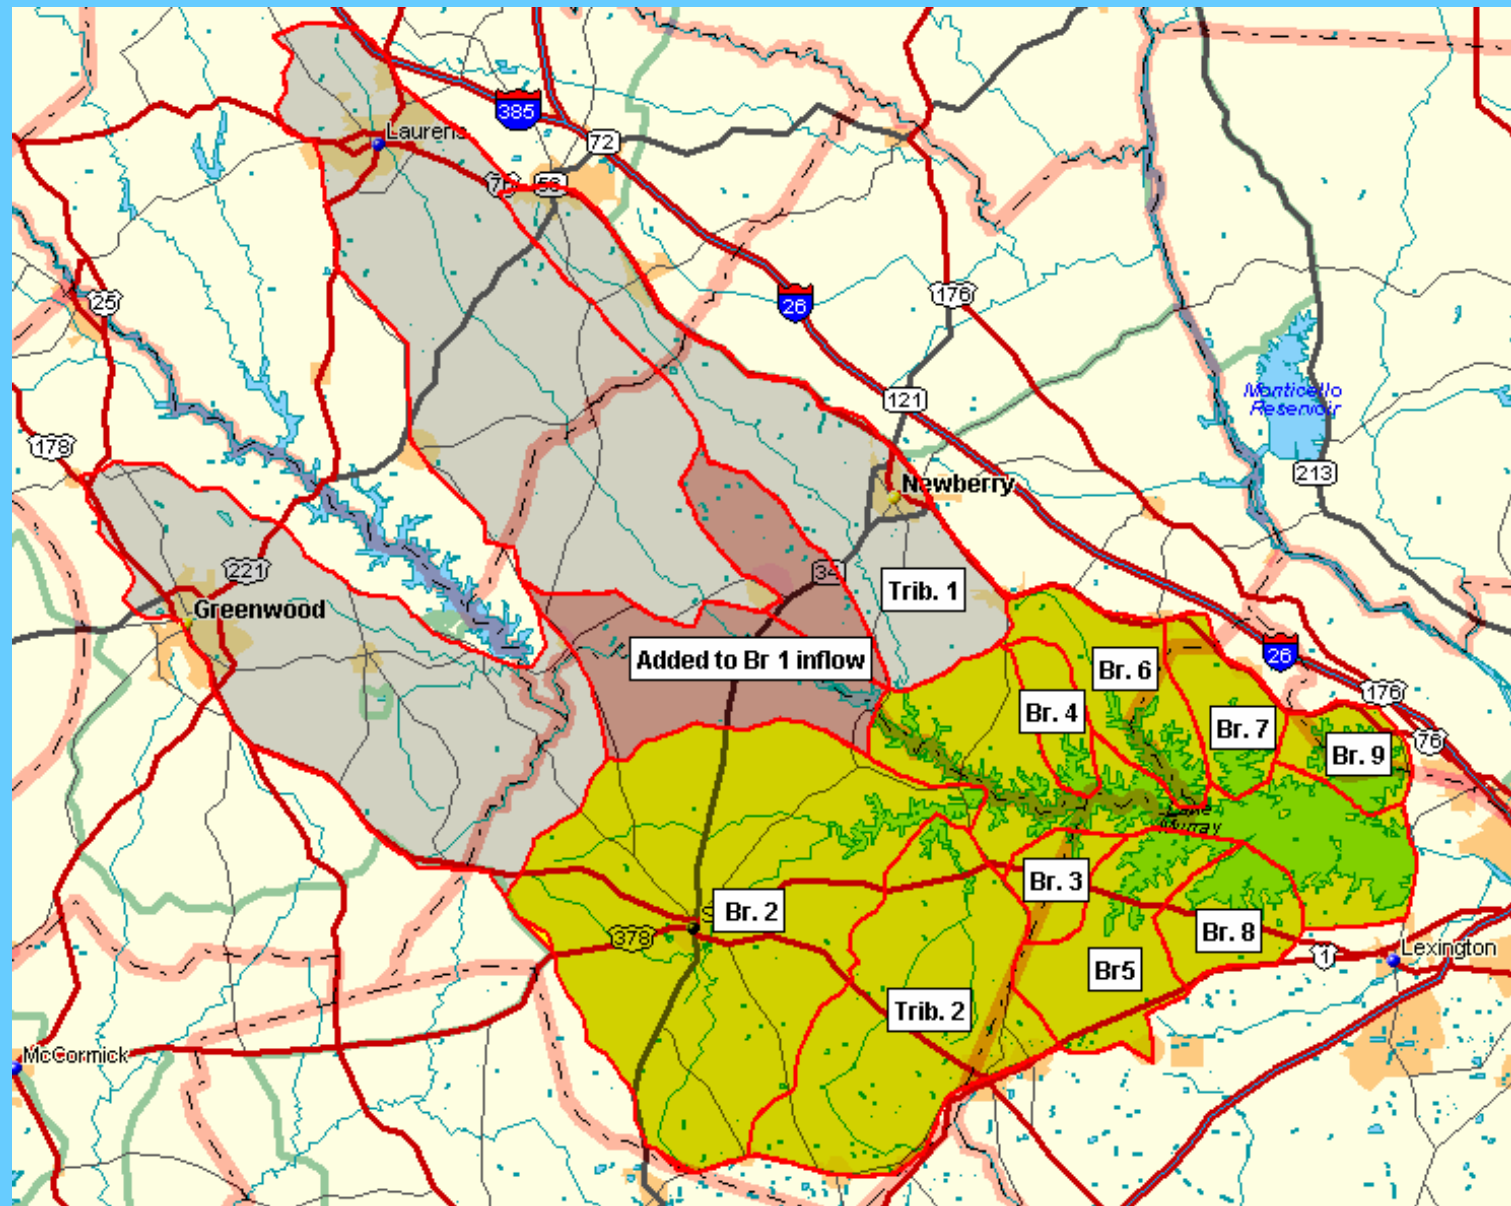 385
Laurens
72
76
56
25
26
176
121
Monticello
Reservoir
178
213
Newberry
221
34
Trib. 1
Greenwood
Added to Br 1 inflow
Br. 6
26
Br. 4
176
Br. 7
76
Br. 9
Lake
Murray
Br. 3
S
Br. 2
378
Br. 8
1
Lexington
Br5
Trib. 2
McCormick